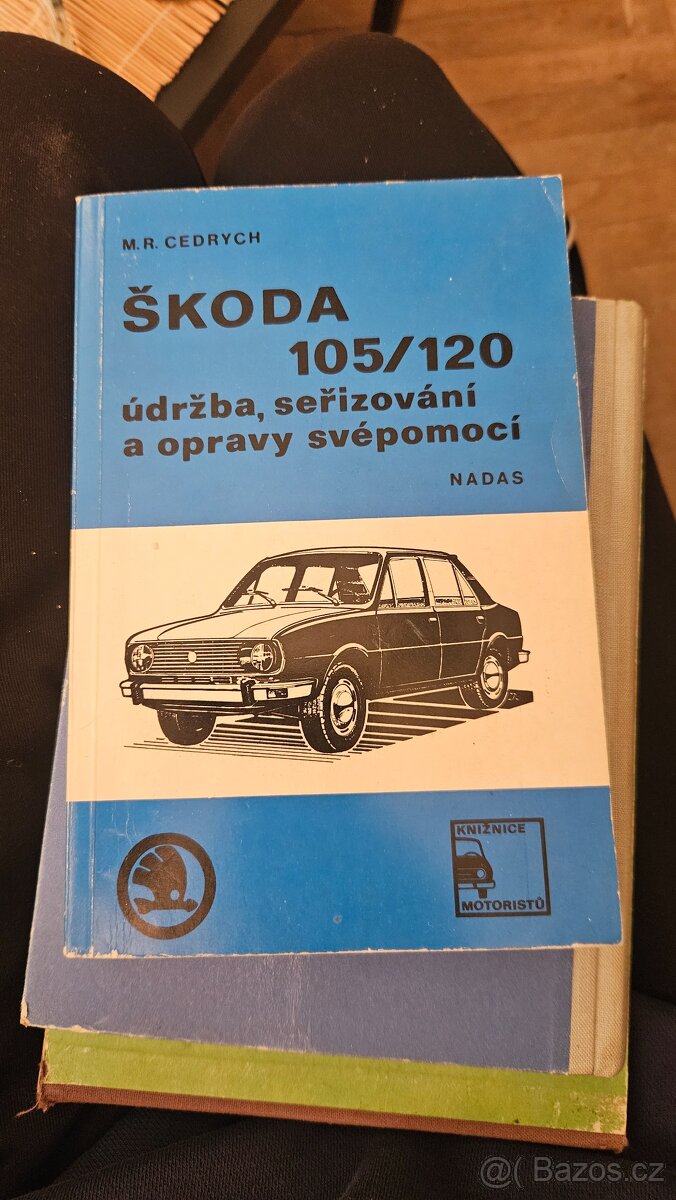 M.R. CEDRYCH
ŠKODA
105/120
údržba, seřizování
a opravy svépomocí
NADAS
KNIŽNICE
MOTORISTŮ
@( Bazos.cz